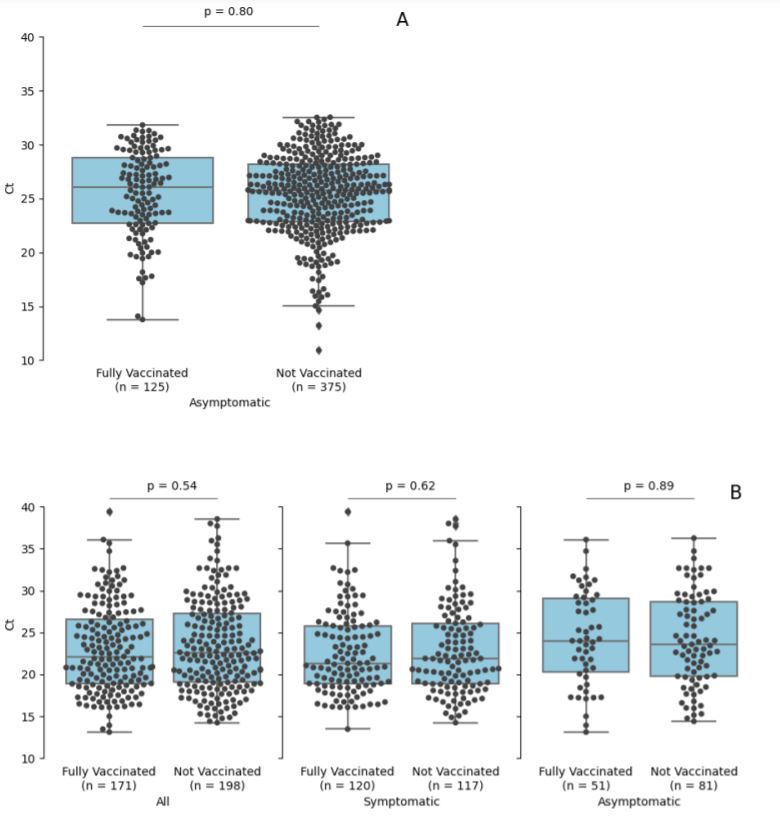 p = 0.80
A
40
35
30
25
20
15
10
Ct
Fully Vaccinated
(n = 125)
Not Vaccinated
(n = 375)
Asymptomatic
B
p = 0.54
p = 0.62
p = 0.89
40
35
30
25
20
15
10
Ct
Fully Vaccinated
(n = 171)
Not Vaccinated
(n = 198)
All
Fully Vaccinated
(n = 120)
Not Vaccinated
(n = 117)
Symptomatic
Fully Vaccinated
(n = 51)
Not Vaccinated
(n = 81)
Asymptomatic